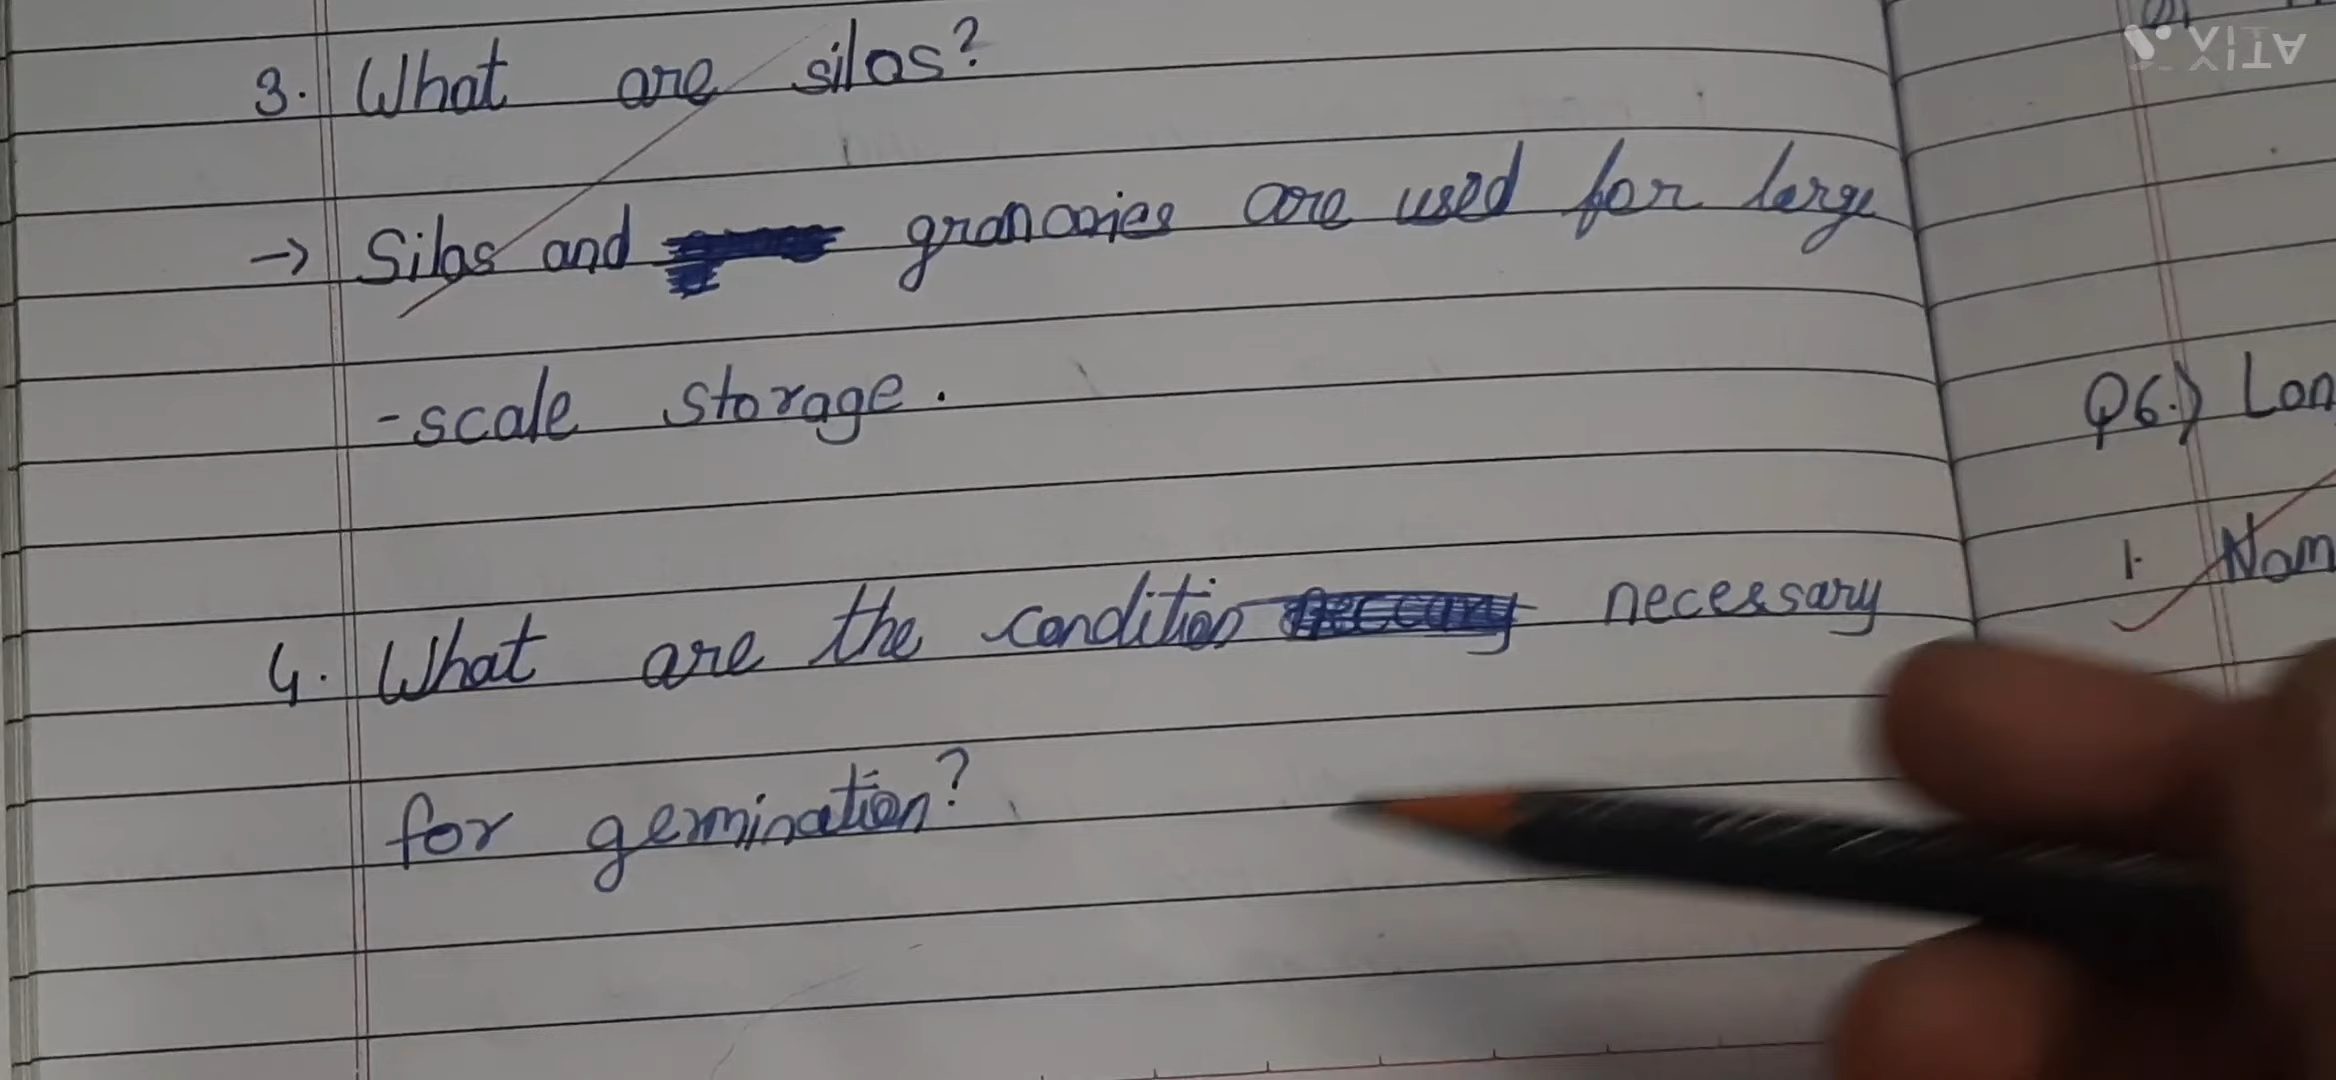 3. What are silos?
→ Silos and granaries are used for large
-scale storage.
4. What are the condition necessary
for germination?
Q6.) Lon
1. Nam
VITA